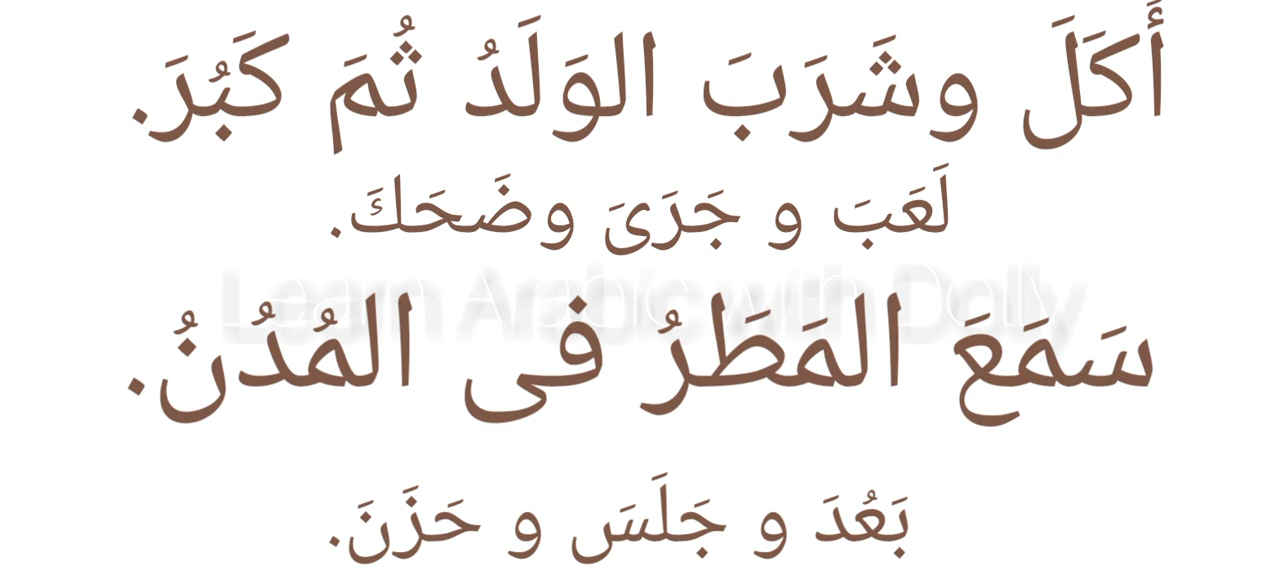 أَكَلَ وشَرَبَ الوَلَدُ ثُمَ كَبُرَ.
لَعَبَ و جَرَىَ وضَحَكَ.
Learn Arabic with Dolly
سَمَعَ المَطَرُ فى المُدُنُ.
بَعُدَ و جَلَسَ و حَزَنَ.